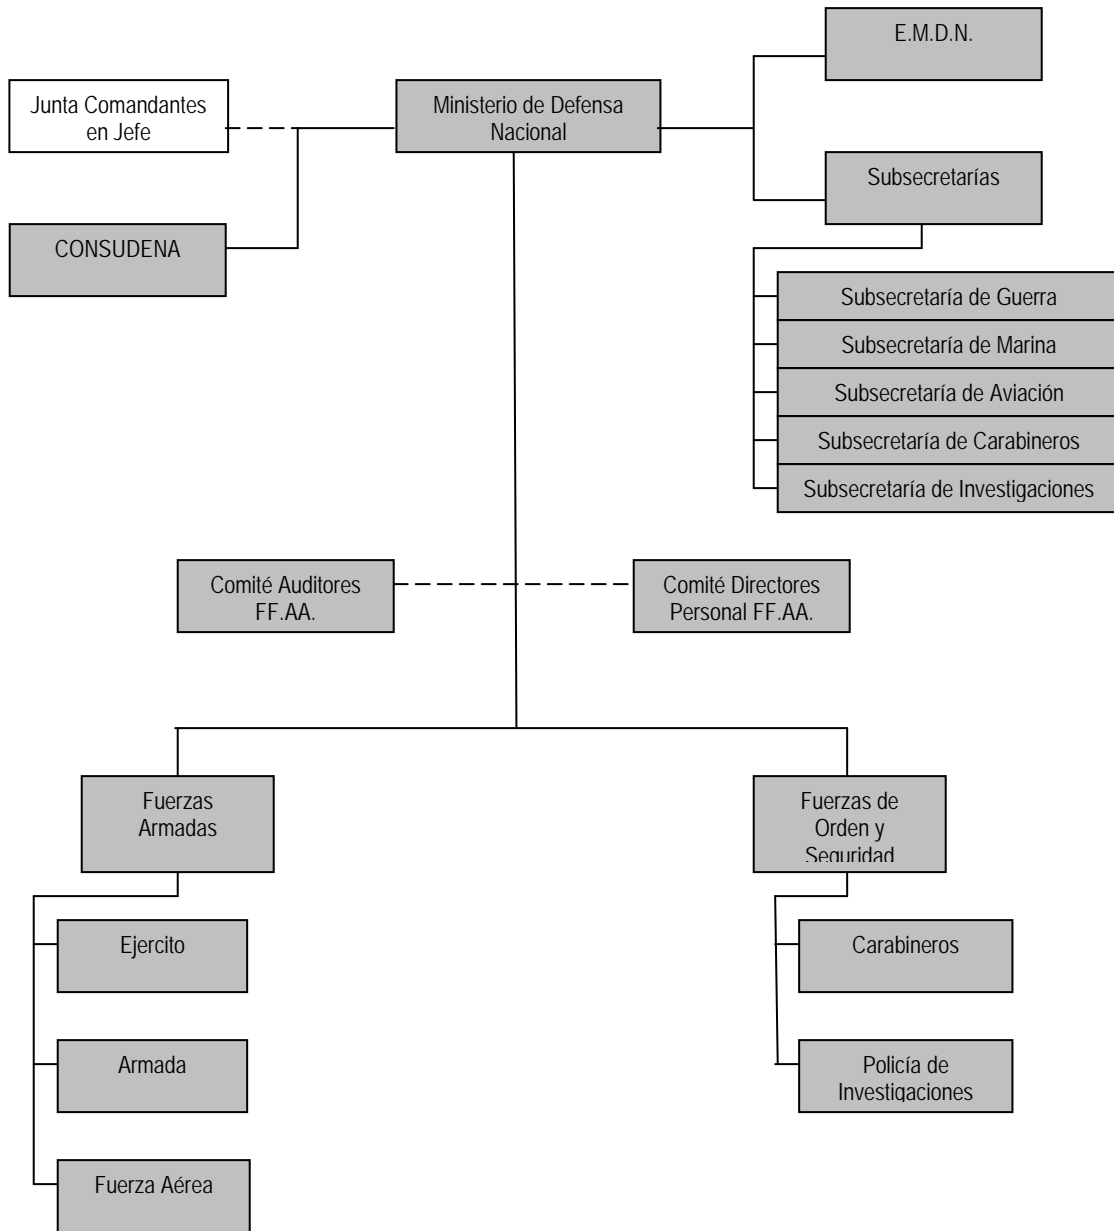 E.M.D.N.
Junta Comandantes
en Jefe
Ministerio de Defensa
Nacional
Subsecretarías
CONSUDENA
Subsecretaría de Guerra
Subsecretaría de Marina
Subsecretaría de Aviación
Subsecretaría de Carabineros
Subsecretaría de Investigaciones
Comité Auditores
FF.AA.
Comité Directores
Personal FF.AA.
Fuerzas
Armadas
Fuerzas de
Orden y
Seguridad
Ejercito
Carabineros
Armada
Policía de
Investigaciones
Fuerza Aérea